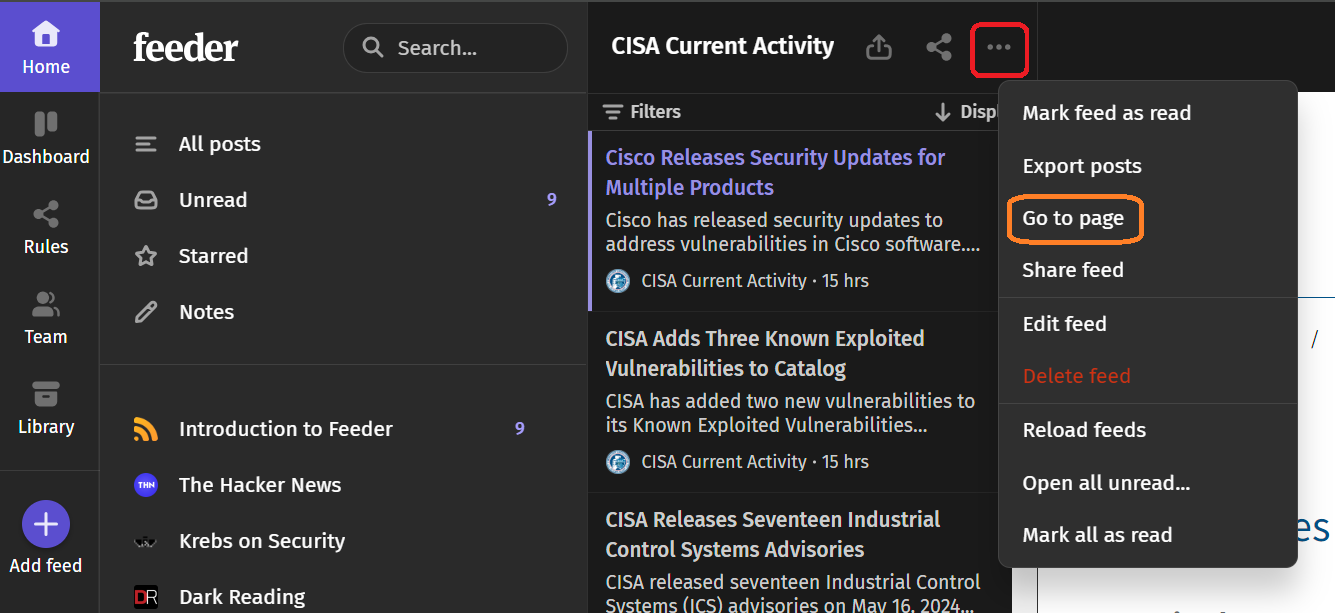 Home
Dashboard
Rules
Team
Library
Add feed
feeder
Search...
All posts
Unread 9
Starred
Notes
Introduction to Feeder 9
THN
The Hacker News
Krebs on Security
DR
Dark Reading
CISA Current Activity
Filters
Displ
Cisco Releases Security Updates for
Multiple Products
Cisco has released security updates to
address vulnerabilities in Cisco software....
CISA Current Activity · 15 hrs
CISA Adds Three Known Exploited
Vulnerabilities to Catalog
CISA has added two new vulnerabilities to
its Known Exploited Vulnerabilities...
CISA Current Activity · 15 hrs
CISA Releases Seventeen Industrial
Control Systems Advisories
CISA released seventeen Industrial Control
Systems (ICS) advisories on May 16, 2024...
Mark feed as read
Export posts
Go to page
Share feed
Edit feed
Delete feed
Reload feeds
Open all unread...
Mark all as read
/
es